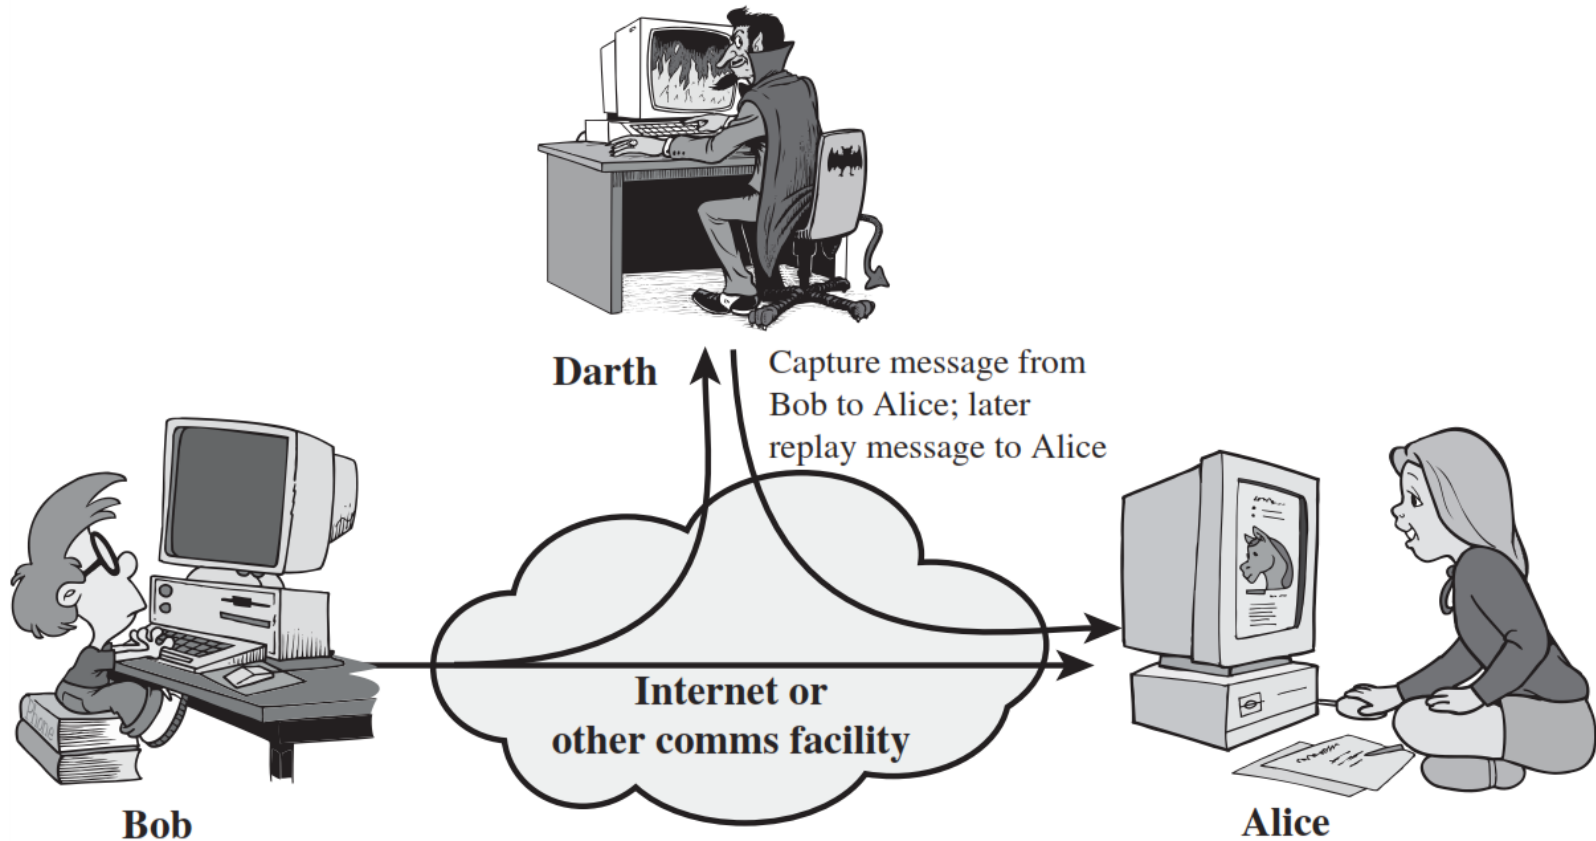 Darth
Capture message from
Bob to Alice; later
replay message to Alice
Internet or
other comms facility
Phone
Bob
Alice